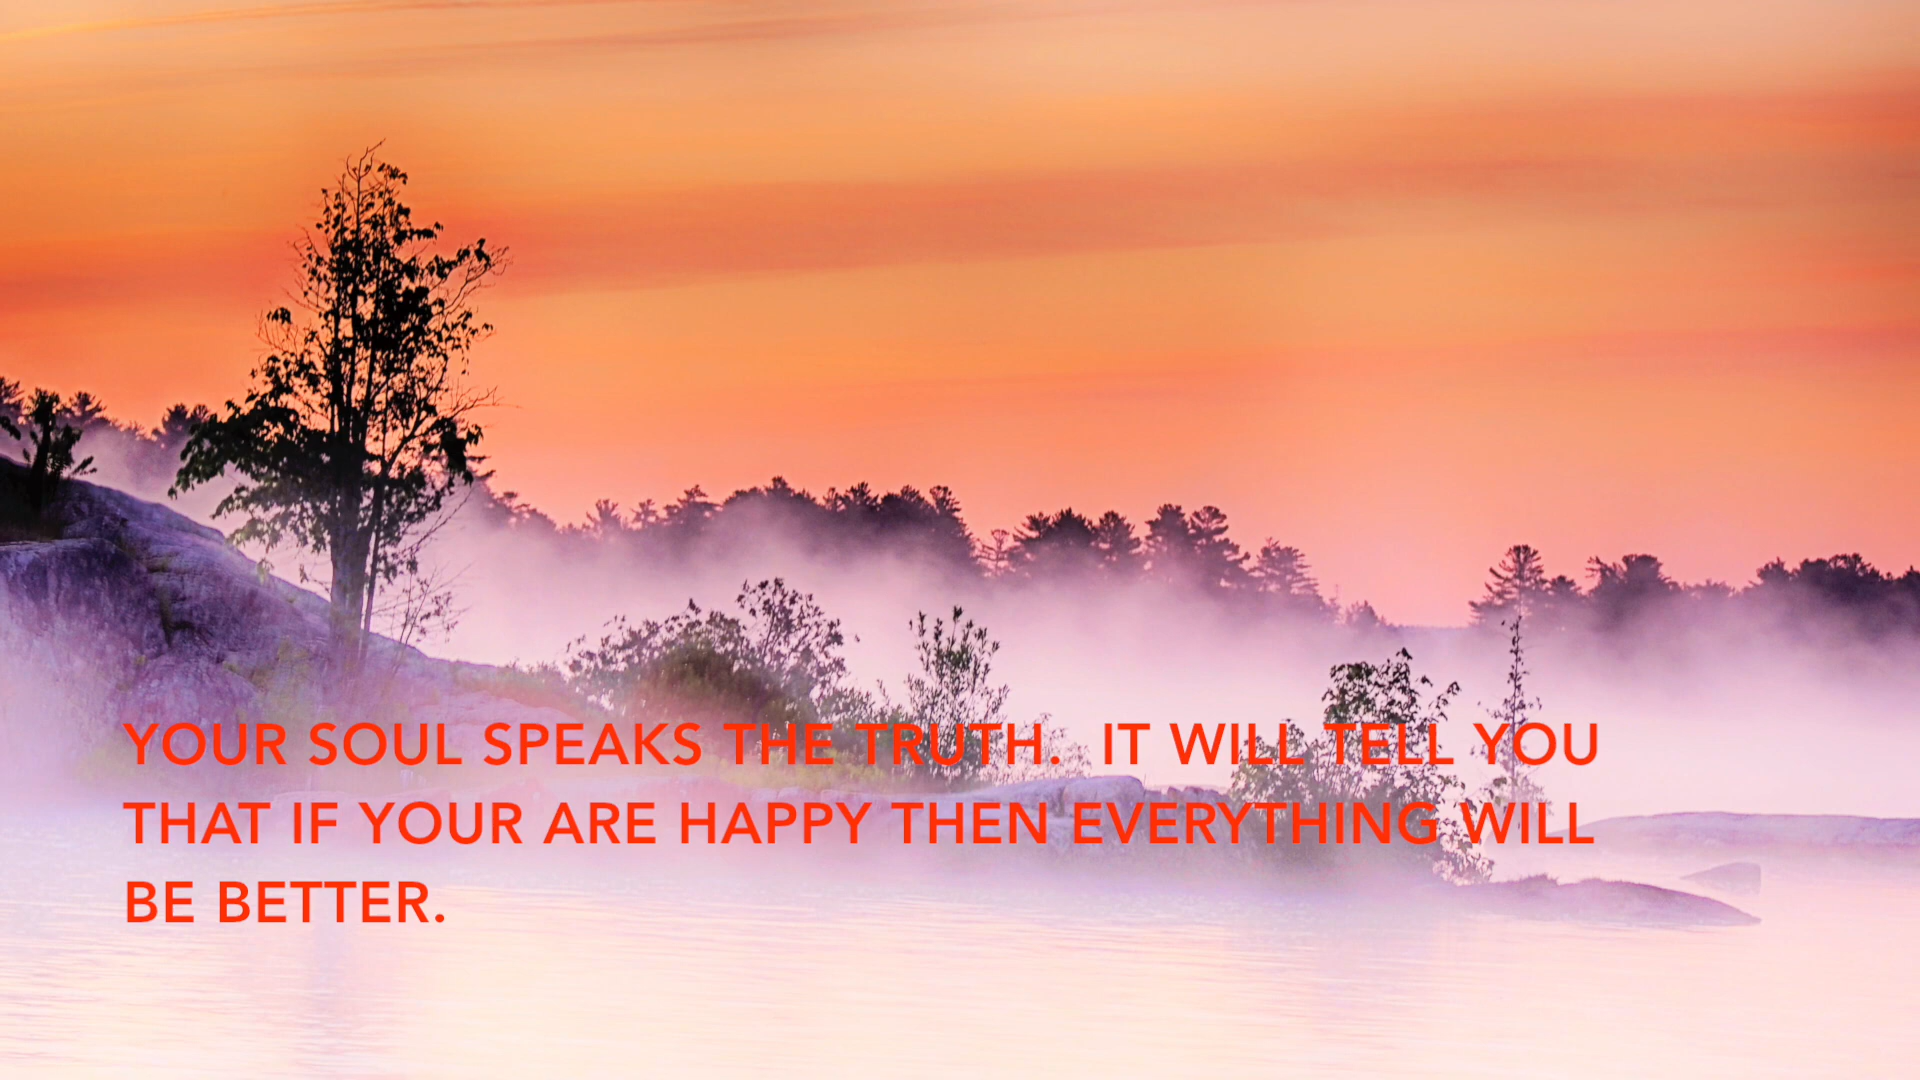 YOUR SOUL SPEAKS THE TRUTH.  IT WILL TELL YOU
THAT IF YOUR ARE HAPPY THEN EVERYTHING WILL
BE BETTER.